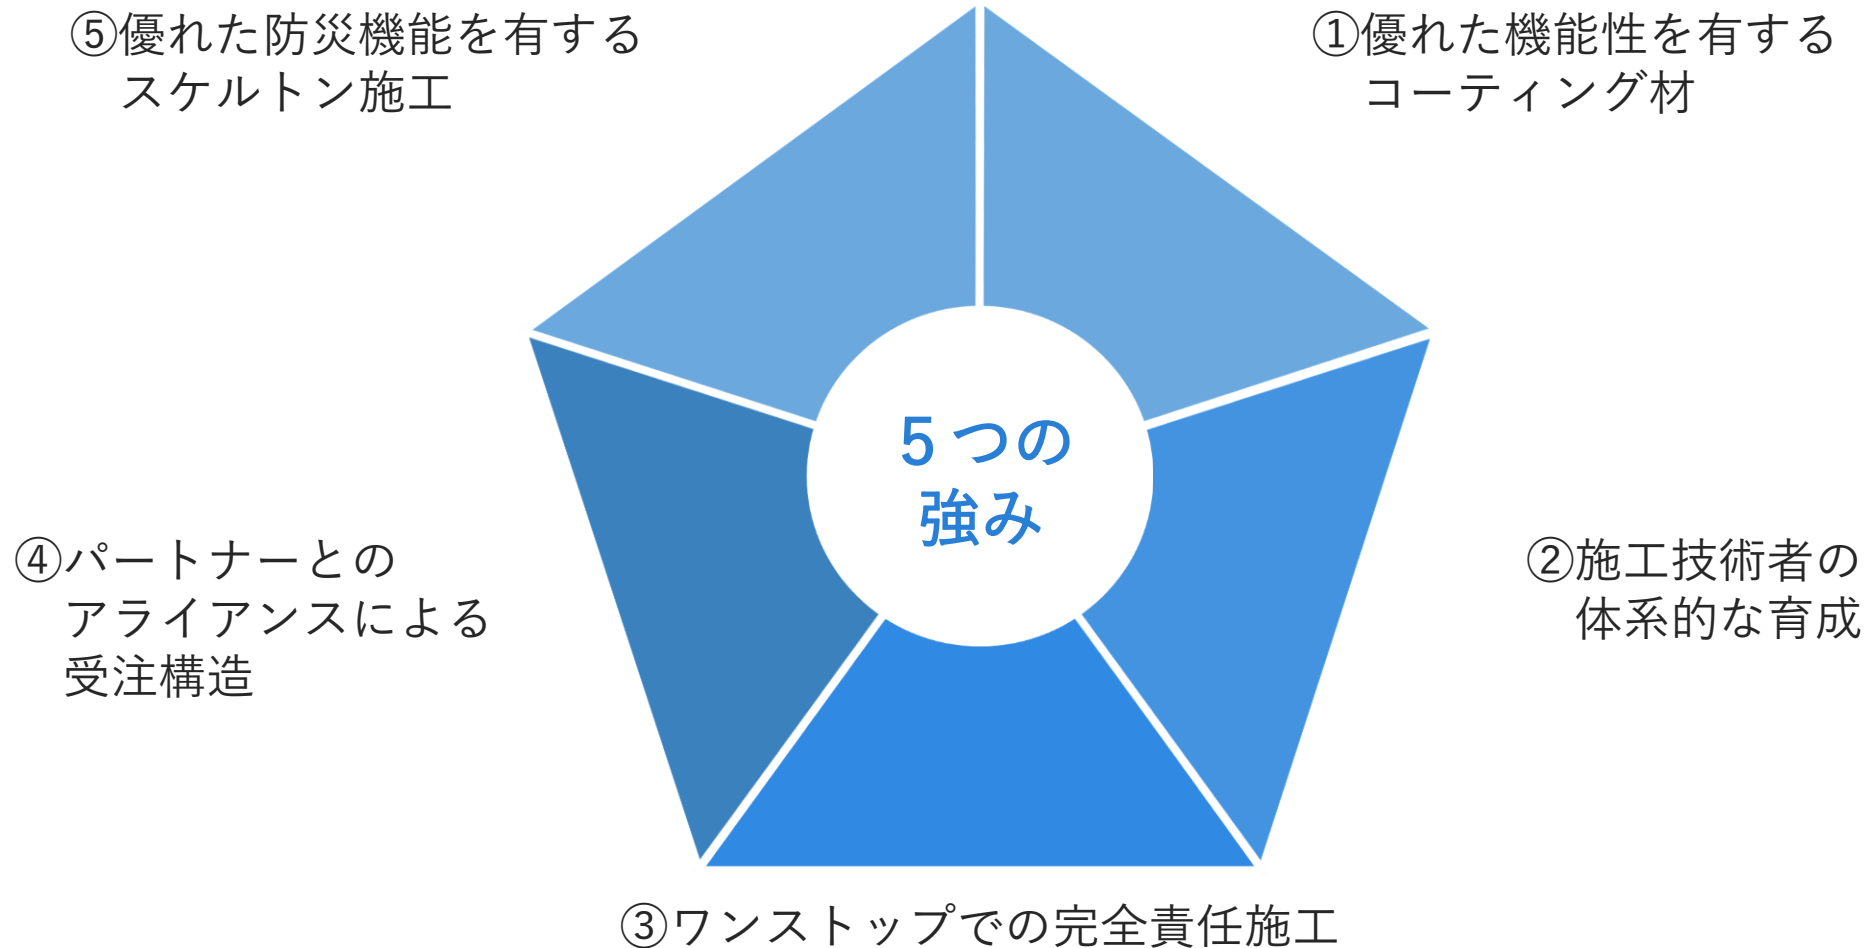 5つの
強み
①優れた機能性を有する
コーティング材
②施工技術者の
体系的な育成
③ワンストップでの完全責任施工
④パートナーとの
アライアンスによる
受注構造
⑤優れた防災機能を有する
スケルトン施工